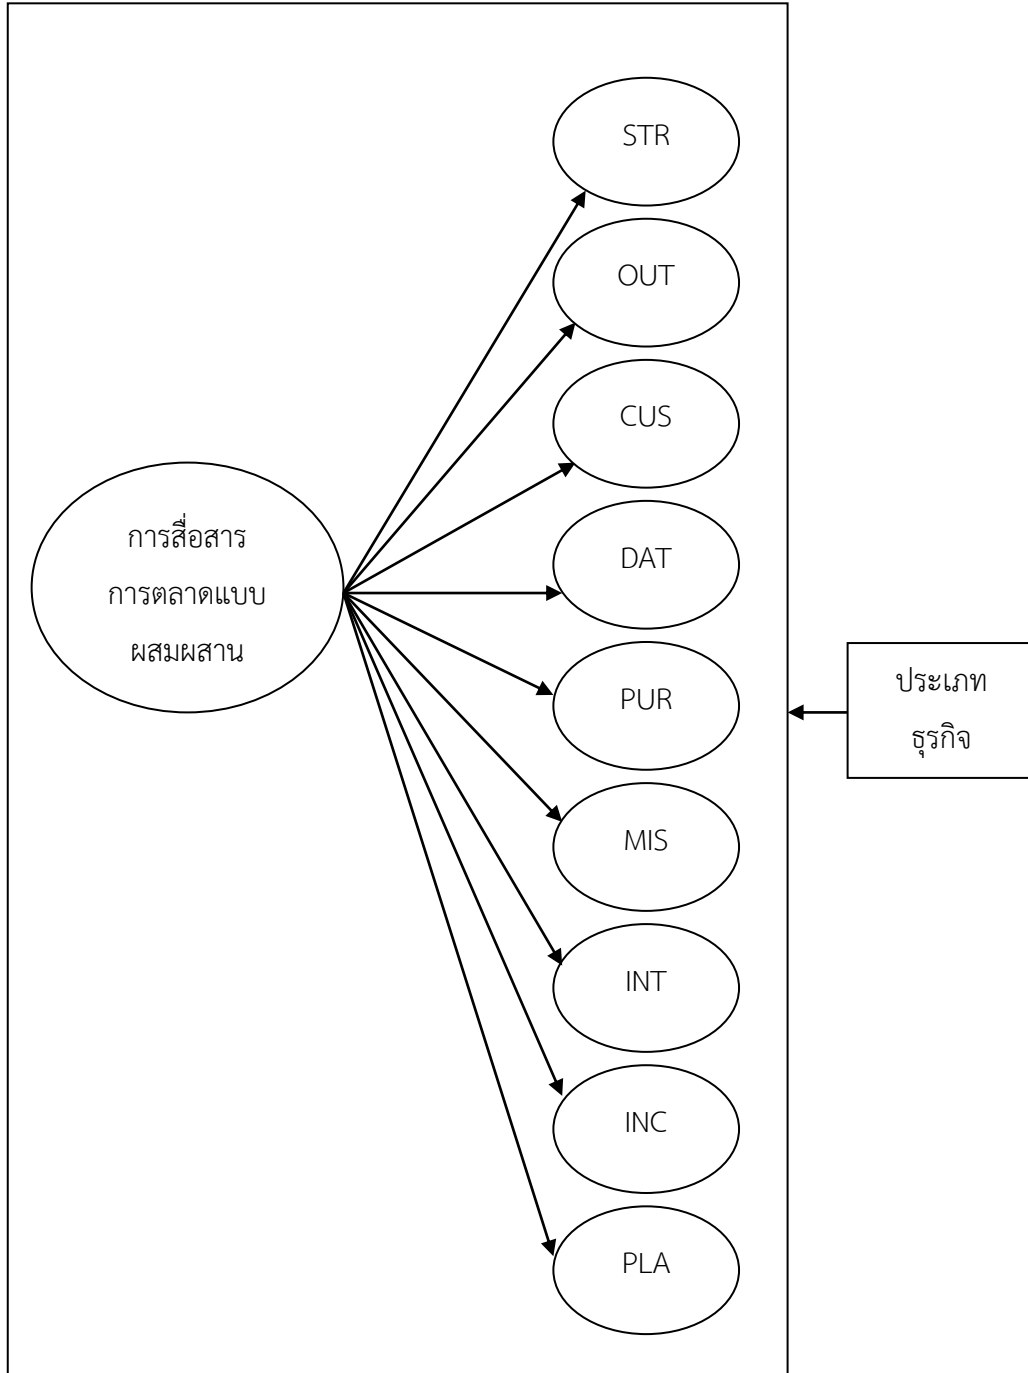 STR
OUT
CUS
การสื่อสาร
การตลาดแบบ
ผสมผสาน
DAT
PUR
ประเภท
ธุรกิจ
MIS
INT
INC
PLA